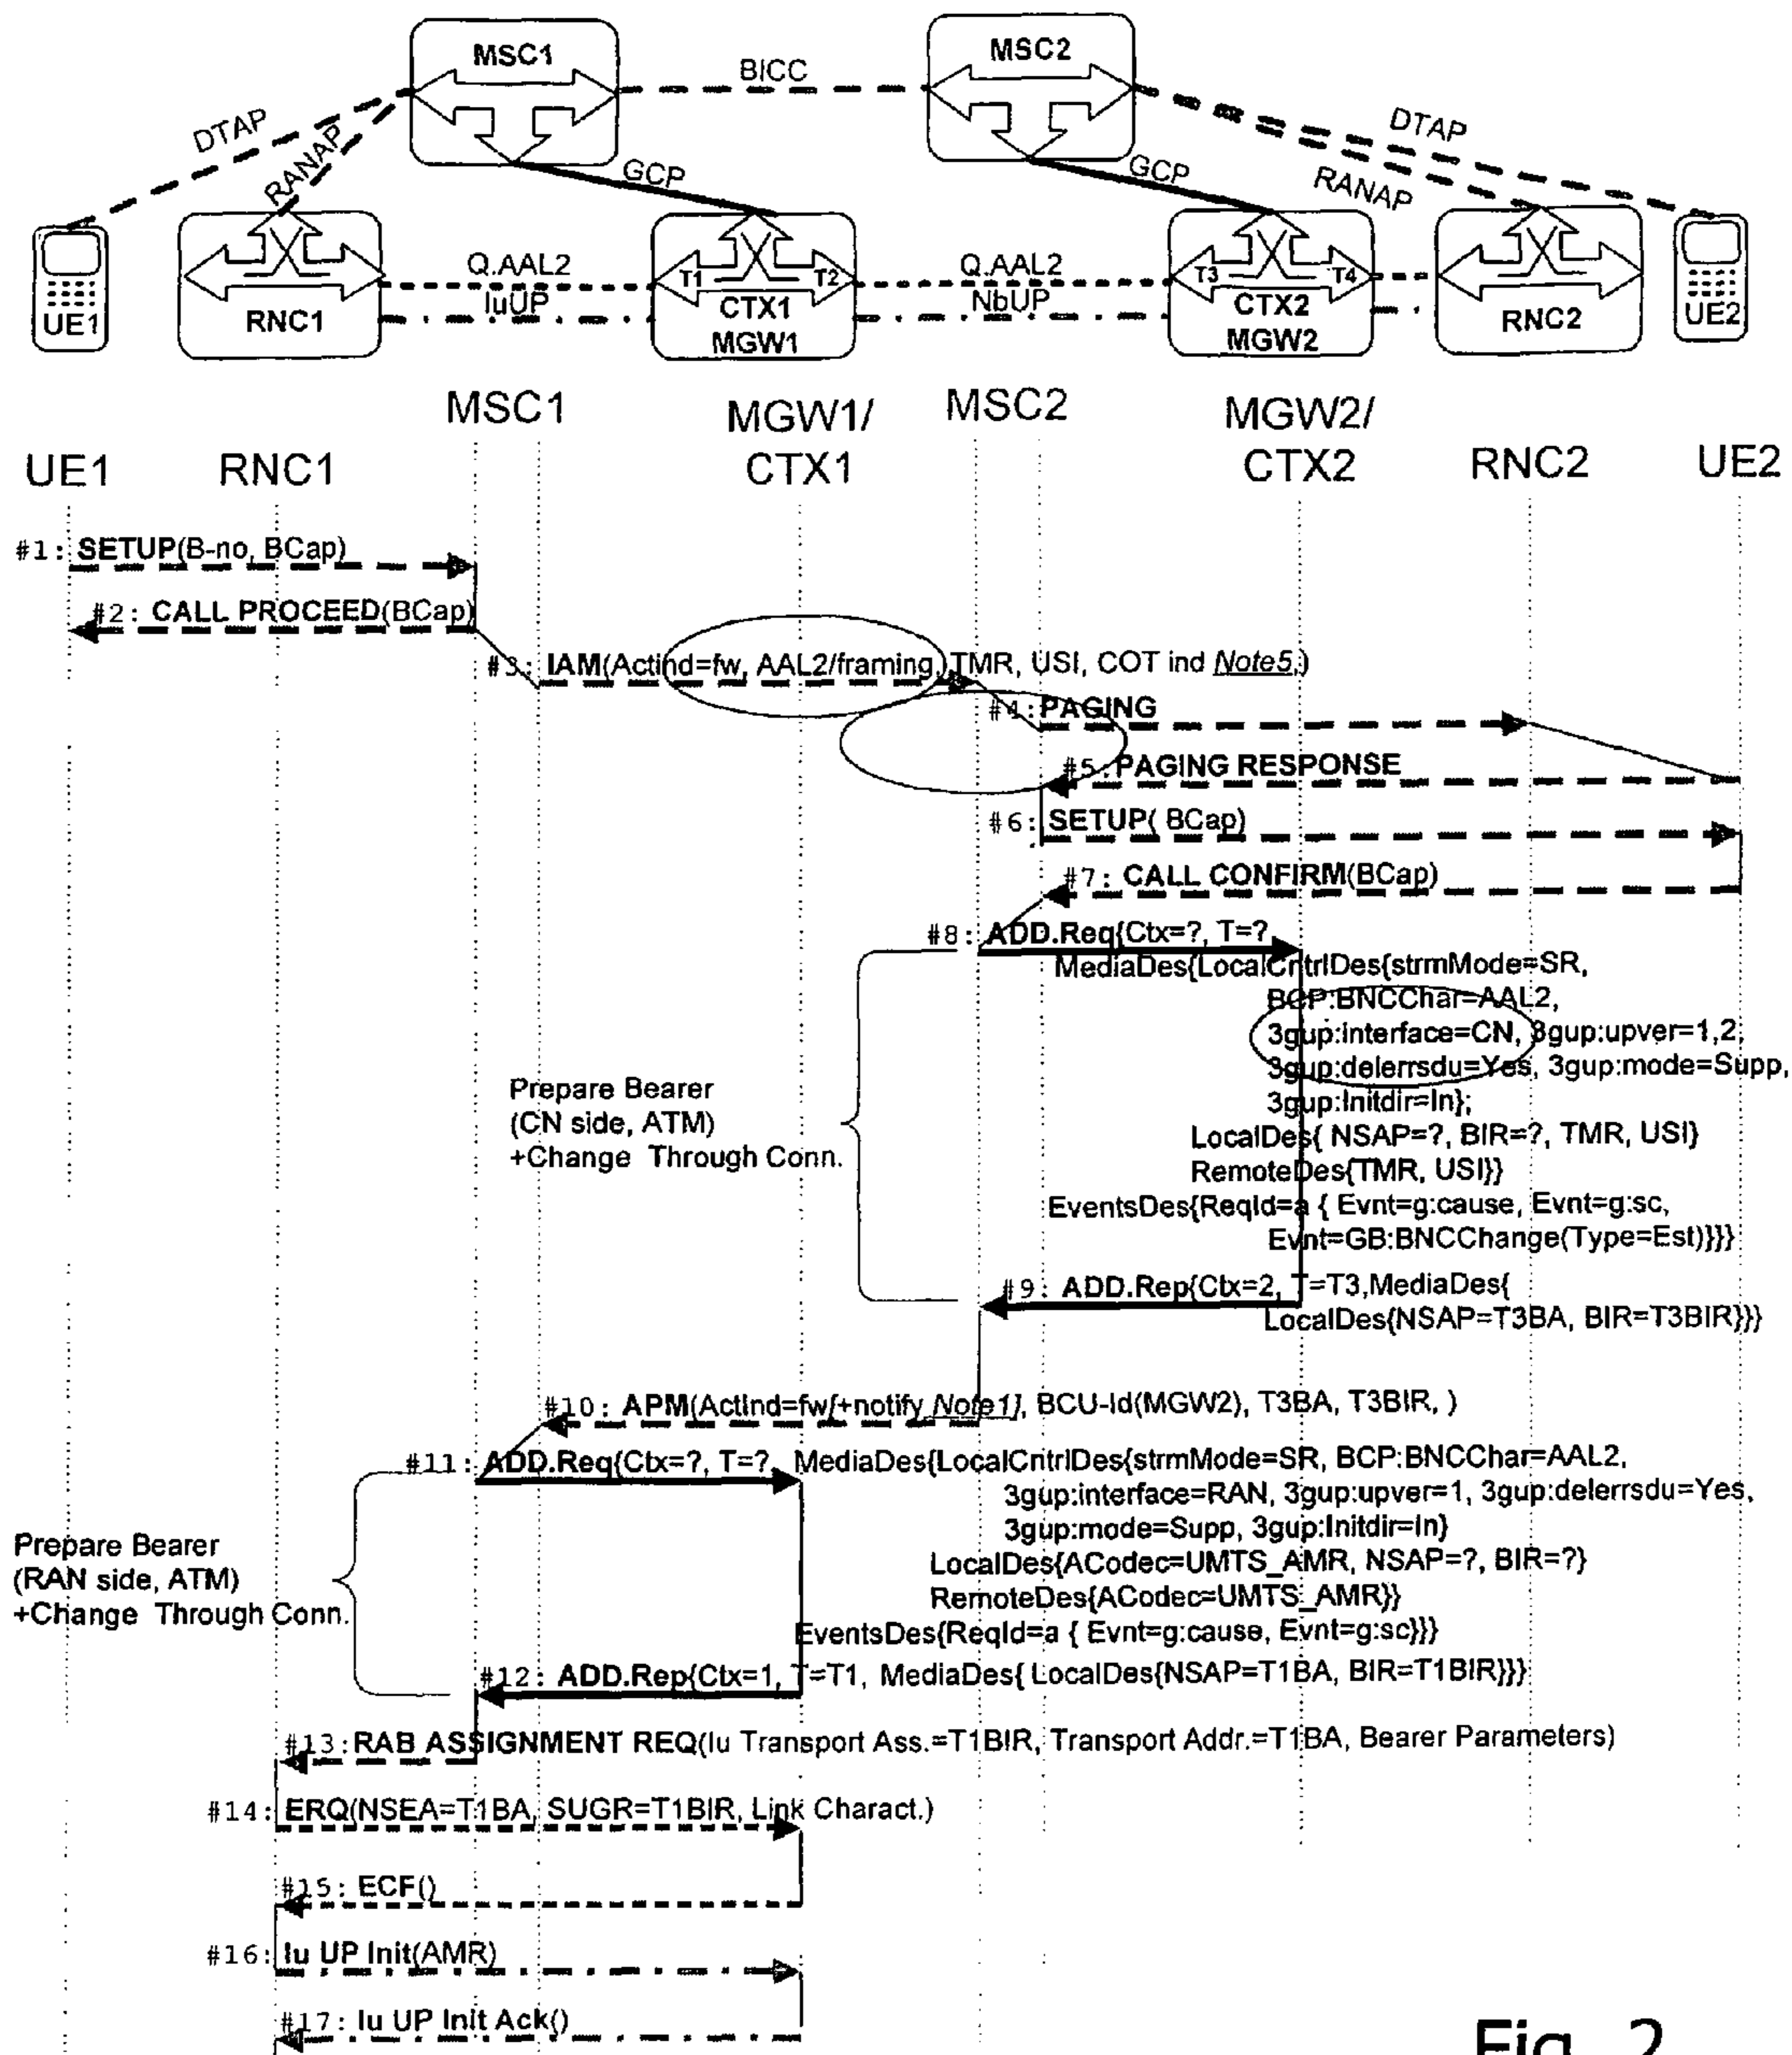 MSC1
MSC2
BICC
DTAP
RANAP
GCP
GCP
DTAP
RANAP
UE1
RNC1
Q.AAL2
IuUP
T1
T2
CTX1
MGW1
Q.AAL2
NbUP
T3
T4
CTX2
MGW2
RNC2
UE2
MSC1
MGW1/
CTX1
MSC2
MGW2/
CTX2
UE1
RNC1
RNC2
UE2
#1: SETUP(B-no, BCap)
#2: CALL PROCEED(BCap)
#3: IAM(ActInd=fw, AAL2/framing, TMR, USI, COT ind Note5,)
#4: PAGING
#5: PAGING RESPONSE
#6: SETUP( BCap)
#7: CALL CONFIRM(BCap)
#8: ADD.Req{Ctx=?, T=?,
MediaDes{LocalCntrlDes{strmMode=SR,
BCP:BNCChar=AAL2,
3gup:interface=CN, 3gup:upver=1,2,
3gup:delerrsdu=Yes, 3gup:mode=Supp,
3gup:Initdir=In};
LocalDes{ NSAP=?, BIR=?, TMR, USI}
RemoteDes{TMR, USI}}
EventsDes{ReqId=a { Evnt=g:cause, Evnt=g:sc,
Evnt=GB:BNCChange(Type=Est)}}}
Prepare Bearer
(CN side, ATM)
+Change Through Conn.
#9: ADD.Rep{Ctx=2, T=T3,MediaDes{
LocalDes{NSAP=T3BA, BIR=T3BIR}}}
#10: APM(ActInd=fw[+notify Note1], BCU-Id(MGW2), T3BA, T3BIR, )
#11: ADD.Req{Ctx=?, T=?, MediaDes{LocalCntrlDes{strmMode=SR, BCP:BNCChar=AAL2,
3gup:interface=RAN, 3gup:upver=1, 3gup:delerrsdu=Yes,
3gup:mode=Supp, 3gup:Initdir=In}
LocalDes{ACodec=UMTS_AMR, NSAP=?, BIR=?}
RemoteDes{ACodec=UMTS_AMR}}
EventsDes{ReqId=a { Evnt=g:cause, Evnt=g:sc}}}
Prepare Bearer
(RAN side, ATM)
+Change Through Conn.
#12: ADD.Rep{Ctx=1, T=T1, MediaDes{ LocalDes{NSAP=T1BA, BIR=T1BIR}}}
#13: RAB ASSIGNMENT REQ(Iu Transport Ass.=T1BIR, Transport Addr.=T1BA, Bearer Parameters)
#14: ERQ(NSEA=T1BA, SUGR=T1BIR, Link Charact.)
#15: ECF()
#16: Iu UP Init(AMR)
#17: Iu UP Init Ack()
Fig. 2